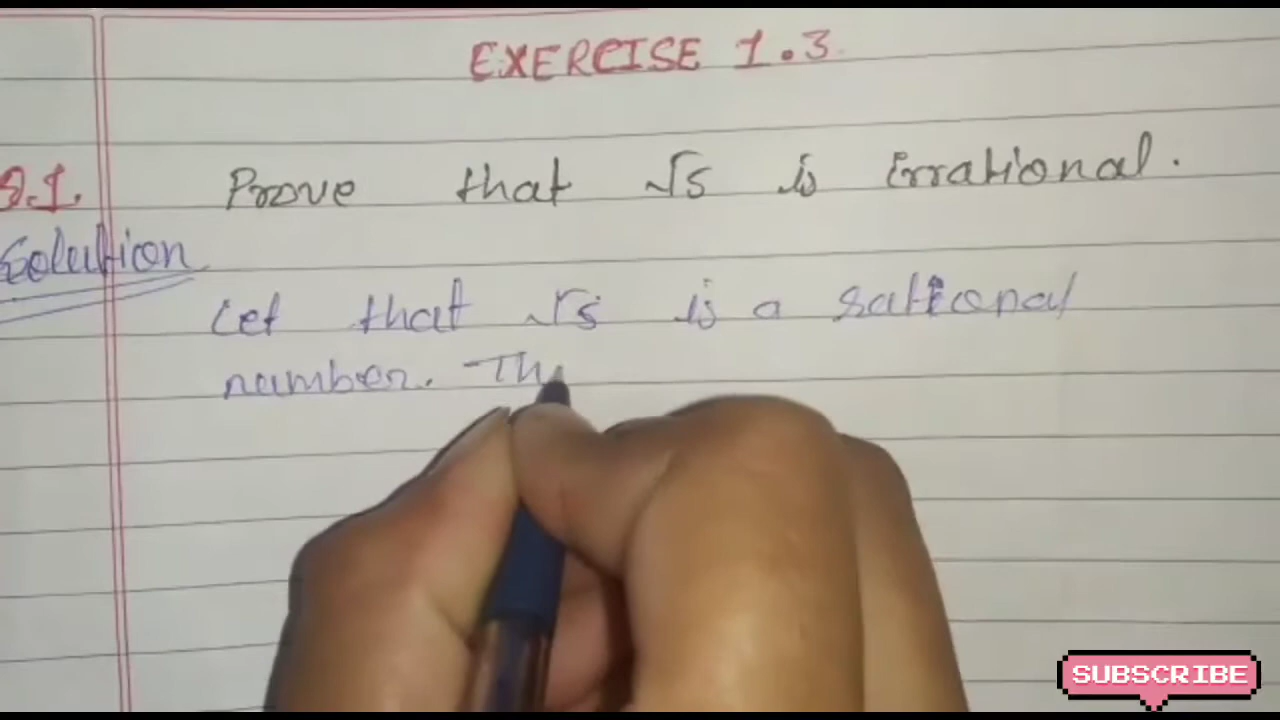 EXERCISE 1.3
Q.1. Prove that √5 is irrational.
Solution
Let that √5 is a rational
number. Th
SUBSCRIBE